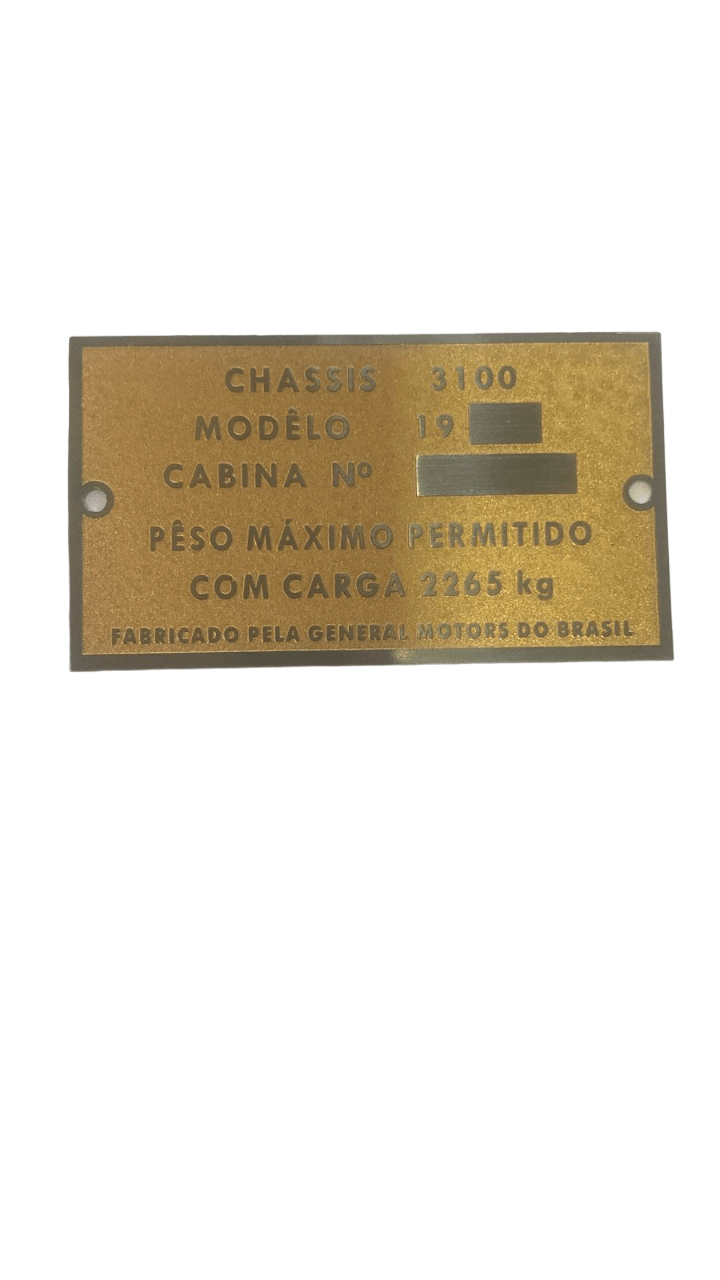 CHASSIS 3100
MODÊLO 19
CABINA Nº
PÊSO MÁXIMO PERMITIDO
COM CARGA 2265 kg
FABRICADO PELA GENERAL MOTORS DO BRASIL